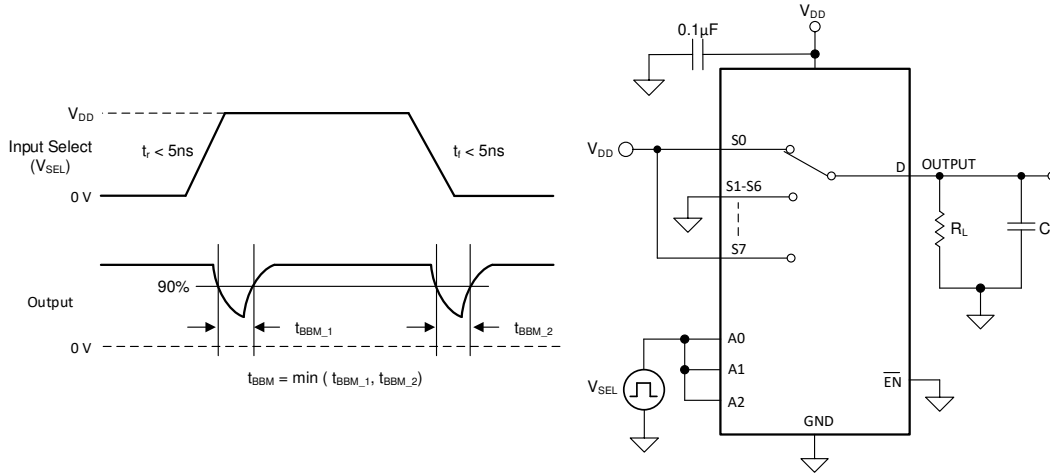 V_DD
Input Select
(V_SEL)
t_r < 5ns
t_f < 5ns
0 V
90%
Output
t_BBM_1
t_BBM_2
0 V
t_BBM = min ( t_BBM_1, t_BBM_2)
V_DD
0.1µF
V_DD
S0
S1-S6
S7
D
OUTPUT
R_L
C
A0
A1
A2
V_SEL
EN
GND